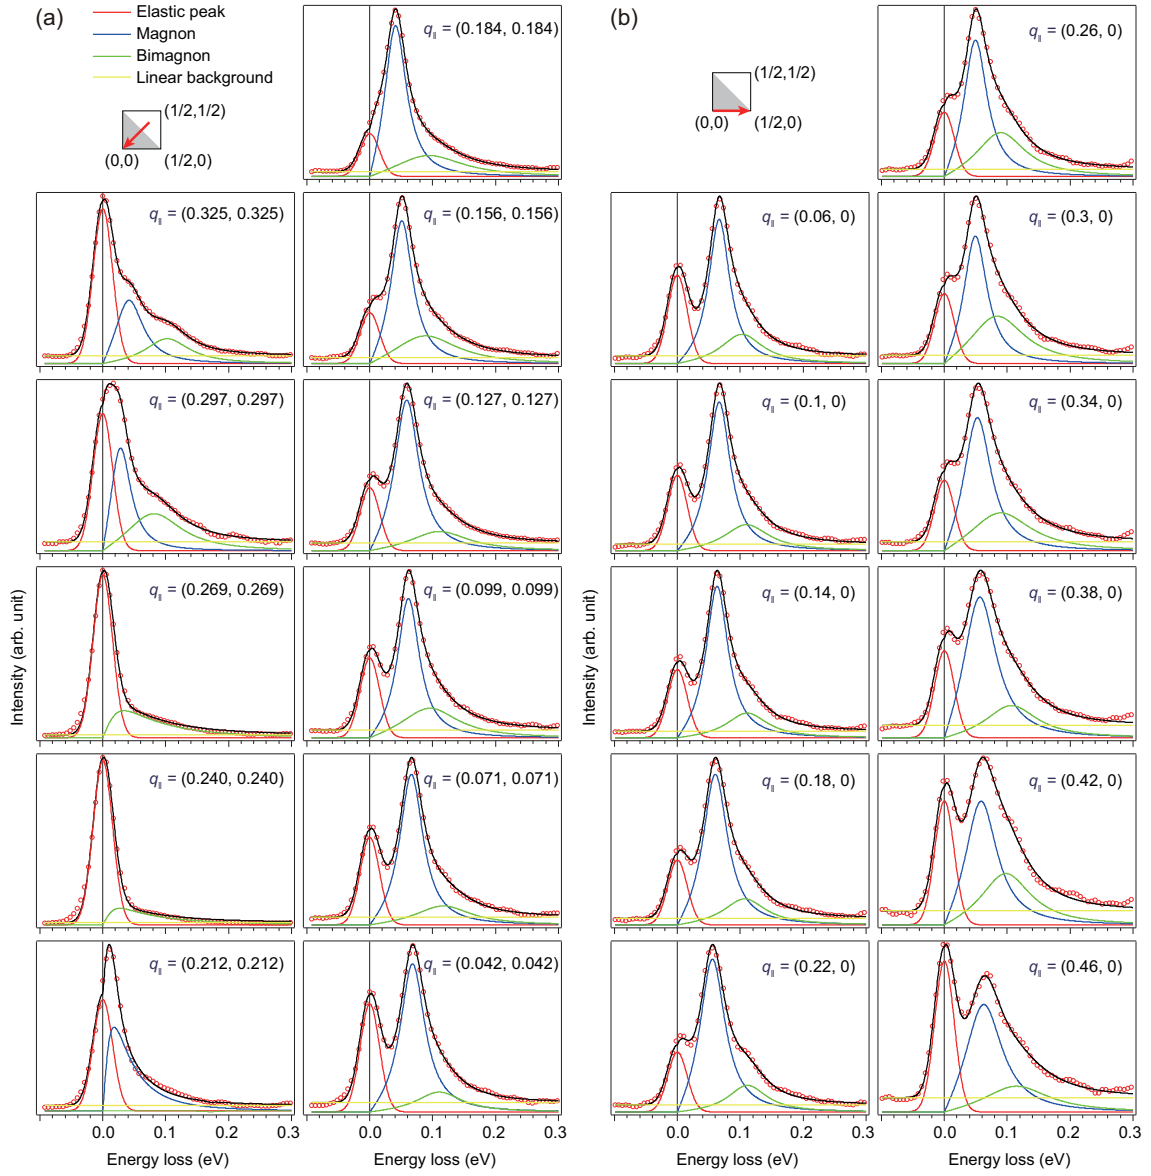 (a)
Elastic peak
Magnon
Bimagnon
Linear background
(1/2,1/2)
(0,0)
(1/2,0)
q∥ = (0.184, 0.184)
q∥ = (0.325, 0.325)
q∥ = (0.156, 0.156)
q∥ = (0.297, 0.297)
q∥ = (0.127, 0.127)
q∥ = (0.269, 0.269)
q∥ = (0.099, 0.099)
q∥ = (0.240, 0.240)
q∥ = (0.071, 0.071)
q∥ = (0.212, 0.212)
q∥ = (0.042, 0.042)
Intensity (arb. unit)
0.0 0.1 0.2 0.3
0.0 0.1 0.2 0.3
Energy loss (eV)
Energy loss (eV)
(b)
(1/2,1/2)
(0,0)
(1/2,0)
q∥ = (0.26, 0)
q∥ = (0.06, 0)
q∥ = (0.3, 0)
q∥ = (0.1, 0)
q∥ = (0.34, 0)
q∥ = (0.14, 0)
q∥ = (0.38, 0)
q∥ = (0.18, 0)
q∥ = (0.42, 0)
q∥ = (0.22, 0)
q∥ = (0.46, 0)
Intensity (arb. unit)
0.0 0.1 0.2 0.3
0.0 0.1 0.2 0.3
Energy loss (eV)
Energy loss (eV)